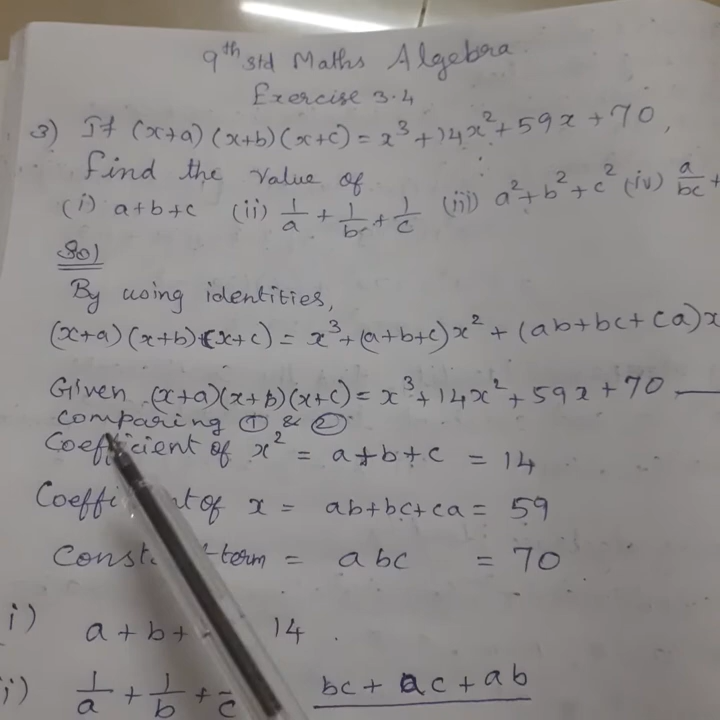 9th std Maths Algebra
Exercise 3.4
3) If (x+a)(x+b)(x+c) = x³+14x²+59x+70,
find the value of
(i) a+b+c (ii) 1/a + 1/b + 1/c (iii) a²+b²+c² (iv) a/bc +
Sol
By using identities,
(x+a)(x+b)(x+c) = x³+(a+b+c)x²+(ab+bc+ca)x
Given (x+a)(x+b)(x+c) = x³+14x²+59x+70 —
comparing ① & ②
Coefficient of x² = a+b+c = 14
Coeffi t of x = ab+bc+ca = 59
Const term = abc = 70
i) a+b+ 14.
ii) 1/a + 1/b + /c bc+ac+ab